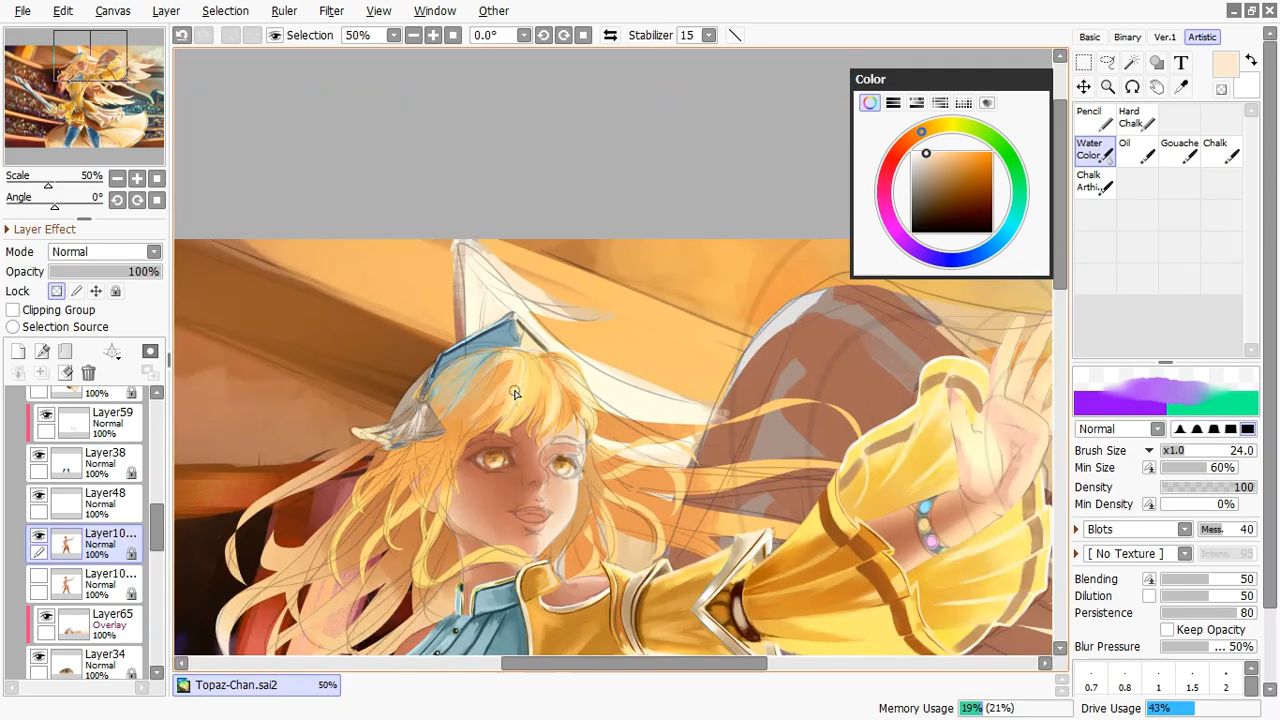 File Edit Canvas Layer Selection Ruler Filter View Window Other
Selection 50% 0.0° Stabilizer 15
Basic Binary Ver.1 Artistic
Color
T
Pencil Hard Chalk
Water Color Oil Gouache Chalk
Chalk Arthi..
Scale 50%
Angle 0°
Layer Effect
Mode Normal
Opacity 100%
Lock
Clipping Group
Selection Source
100%
Layer59
Normal
100%
Layer38
Normal
100%
Layer48
Normal
100%
Layer10...
Normal
100%
Layer10...
Normal
100%
Layer65
Overlay
100%
Layer34
Normal
100%
Normal
Brush Size x1.0 24.0
Min Size 60%
Density 100
Min Density 0%
Blots Mess. 40
[ No Texture ] Intens. 95
Blending 50
Dilution 50
Persistence 80
Keep Opacity
Blur Pressure ... 50%
0.7 0.8 1 1.5 2
Topaz-Chan.sai2 50%
Memory Usage 19% (21%) Drive Usage 43%